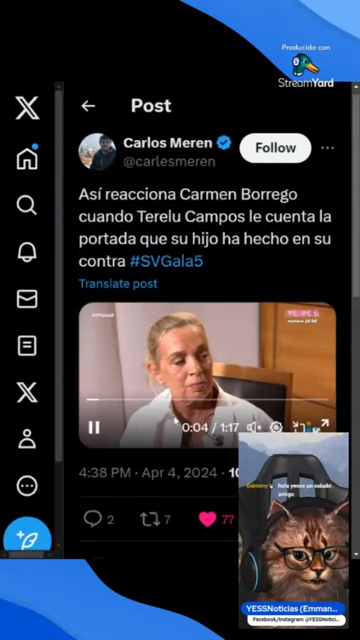 Producido con
StreamYard
Post
Carlos Meren
@carlesmeren
Follow
Así reacciona Carmen Borrego
cuando Terelu Campos le cuenta la
portada que su hijo ha hecho en su
contra #SVGala5
Translate post
0:04 / 1:17
4:38 PM · Apr 4, 2024 ·
2
7
77
hola yenos un saludo
amigo
YESSNoticias (Emman...
Facebook/Instagram: @YESSNotici...